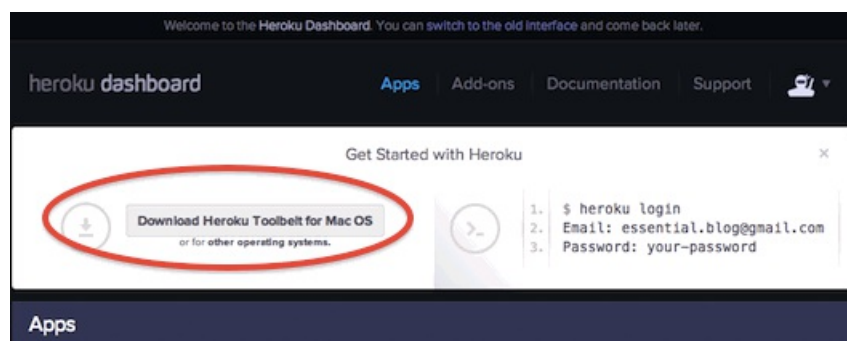 Welcome to the Heroku Dashboard. You can switch to the old interface and come back later.
heroku dashboard Apps Add-ons Documentation Support
Get Started with Heroku ×
Download Heroku Toolbelt for Mac OS
or for other operating systems.
>_
1. $ heroku login
2. Email: essential.blog@gmail.com
3. Password: your-password
Apps